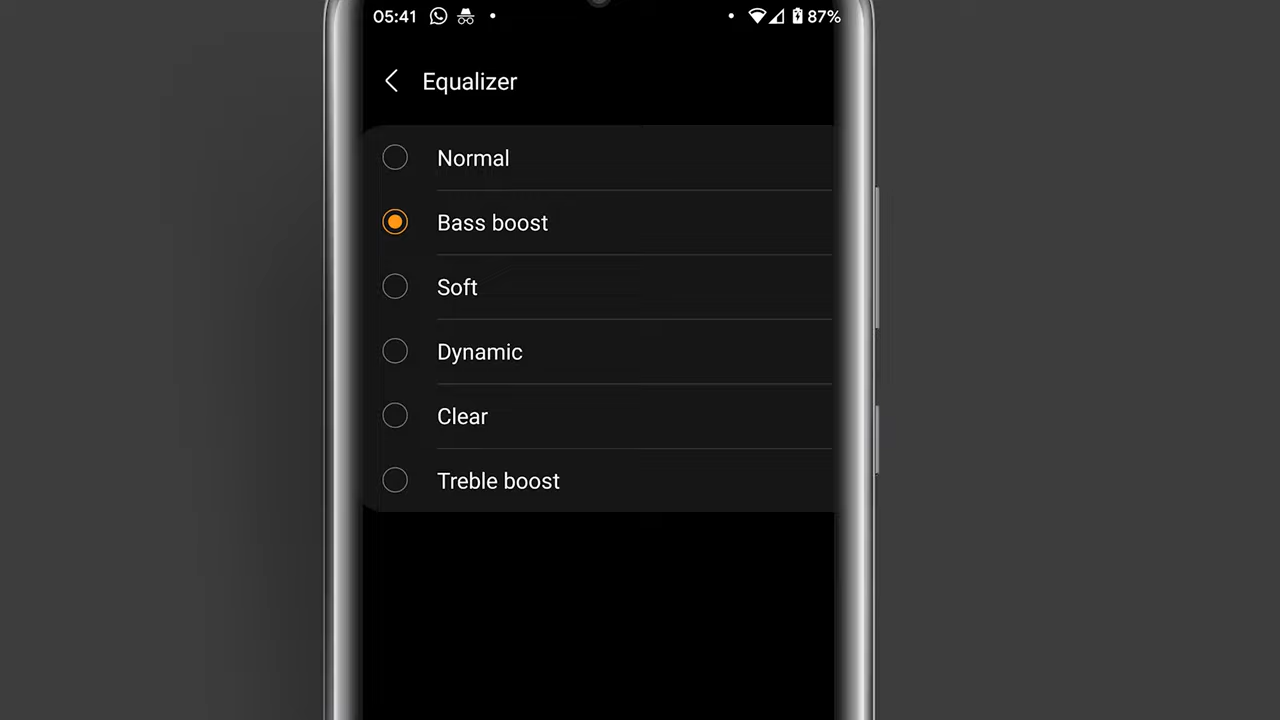 05:41 87%
Equalizer
Normal
Bass boost
Soft
Dynamic
Clear
Treble boost